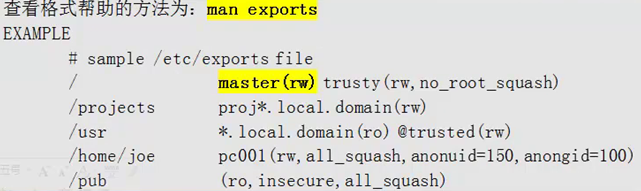 查看格式帮助的方法为：man exports
EXAMPLE
# sample /etc/exports file
/ master(rw) trusty(rw,no_root_squash)
/projects proj*.local.domain(rw)
/usr *.local.domain(ro) @trusted(rw)
/home/joe pc001(rw,all_squash,anonuid=150,anongid=100)
/pub (ro,insecure,all_squash)